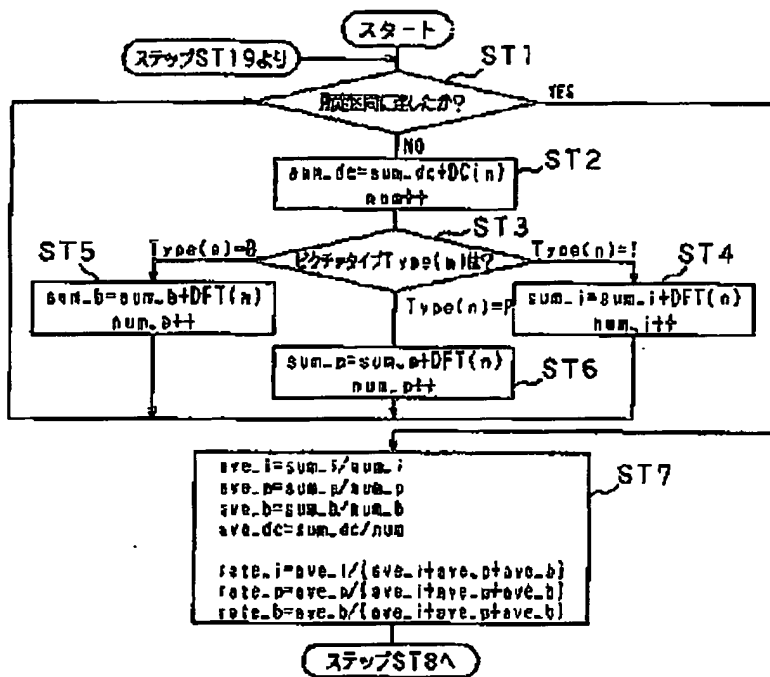 スタート
ステップST19より
ST1
所定区間に達したか?
YES
NO
ST2
sum_dc=sum_dc+DC(n)
num++
ST3
ピクチャタイプType(n)は?
Type(n)=B
Type(n)=I
Type(n)=P
ST5
sum_b=sum_b+DFT(n)
num_b++
ST4
sum_i=sum_i+DFT(n)
num_i++
sum_p=sum_p+DFT(n)
num_p++
ST6
ST7
ave_i=sum_i/num_i
ave_p=sum_p/num_p
ave_b=sum_b/num_b
ave_dc=sum_dc/num
rate_i=ave_i/{ave_i+ave_p+ave_b}
rate_p=ave_p/{ave_i+ave_p+ave_b}
rate_b=ave_b/{ave_i+ave_p+ave_b}
ステップST8へ